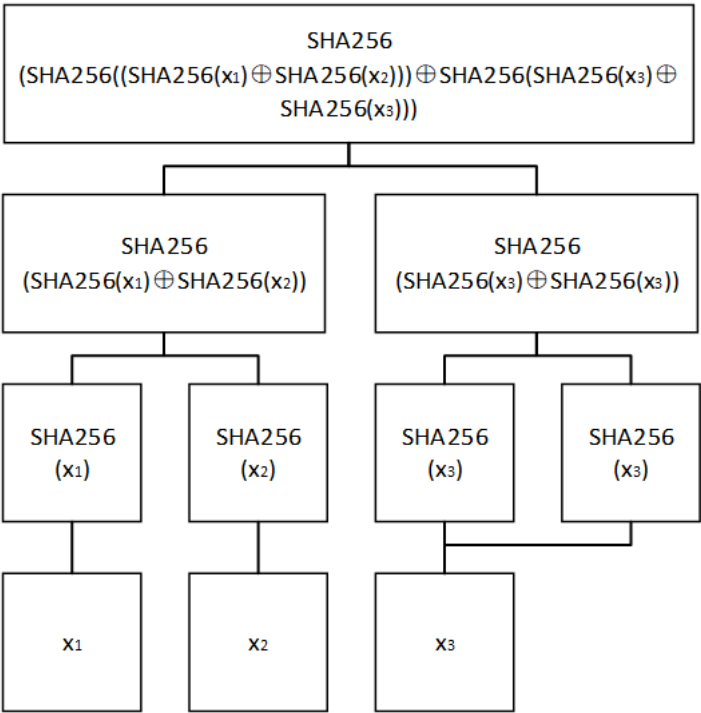 SHA256
(SHA256((SHA256(x₁)⊕SHA256(x₂)))⊕SHA256(SHA256(x₃)⊕
SHA256(x₃)))
SHA256
(SHA256(x₁)⊕SHA256(x₂))
SHA256
(SHA256(x₃)⊕SHA256(x₃))
SHA256
(x₁)
SHA256
(x₂)
SHA256
(x₃)
SHA256
(x₃)
x₁
x₂
x₃